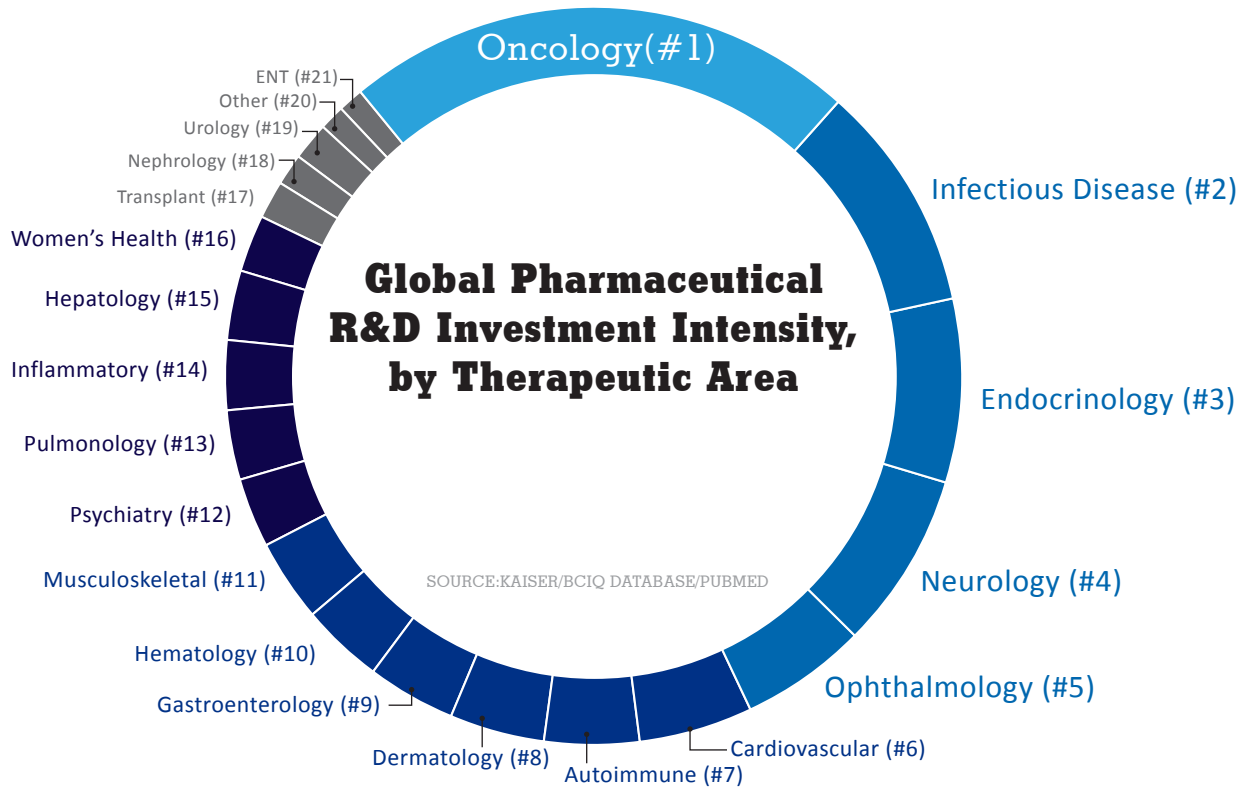 Oncology(#1)
Infectious Disease (#2)
Endocrinology (#3)
Neurology (#4)
Ophthalmology (#5)
Cardiovascular (#6)
Autoimmune (#7)
Dermatology (#8)
Gastroenterology (#9)
Hematology (#10)
Musculoskeletal (#11)
Psychiatry (#12)
Pulmonology (#13)
Inflammatory (#14)
Hepatology (#15)
Women’s Health (#16)
Transplant (#17)
Nephrology (#18)
Urology (#19)
Other (#20)
ENT (#21)
Global Pharmaceutical
R&D Investment Intensity,
by Therapeutic Area
SOURCE:KAISER/BCIQ DATABASE/PUBMED